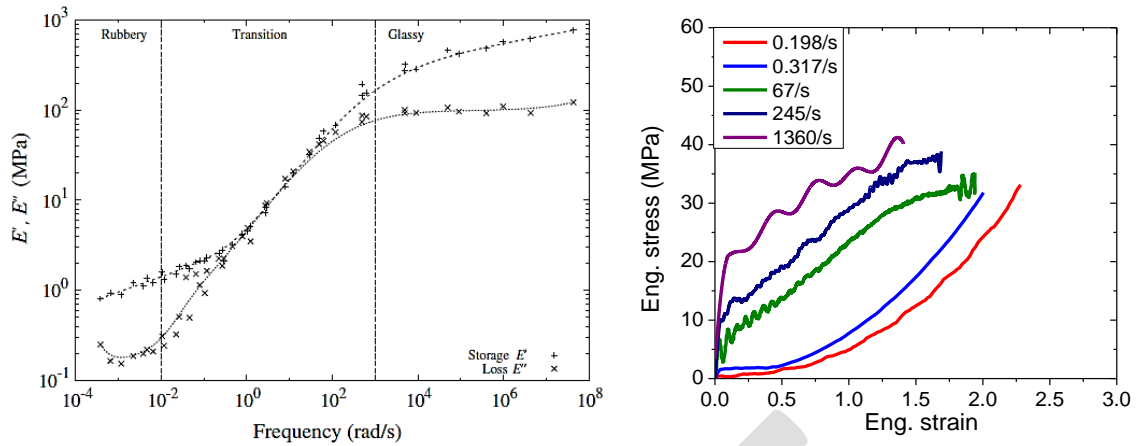 Rubbery Transition Glassy
10^3
10^2
10^1
10^0
10^-1
E', E'' (MPa)
Storage E' +
Loss E'' ×
10^-4 10^-2 10^0 10^2 10^4 10^6 10^8
Frequency (rad/s)
60
50
40
30
20
10
0
Eng. stress (MPa)
0.198/s
0.317/s
67/s
245/s
1360/s
0.0 0.5 1.0 1.5 2.0 2.5 3.0
Eng. strain